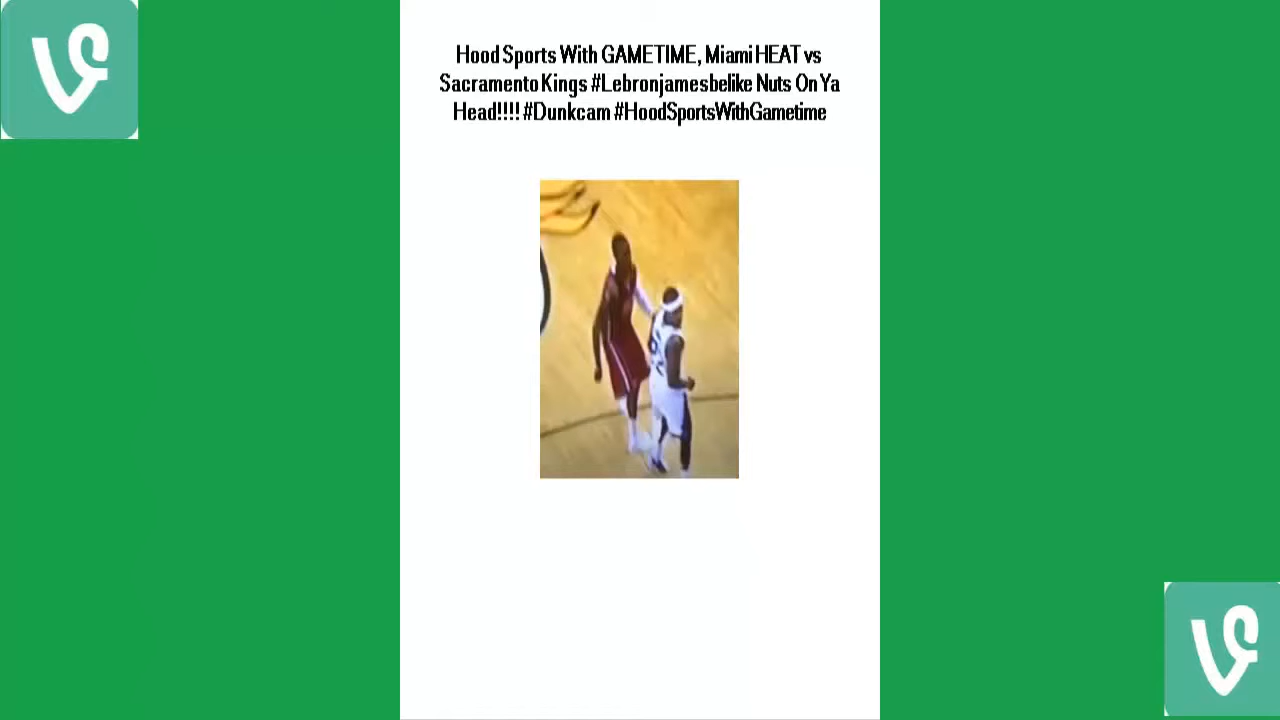 Hood Sports With GAMETIME, Miami HEAT vs
Sacramento Kings #Lebronjamesbelike Nuts On Ya
Head!!!! #Dunkcam #HoodSportsWithGametime